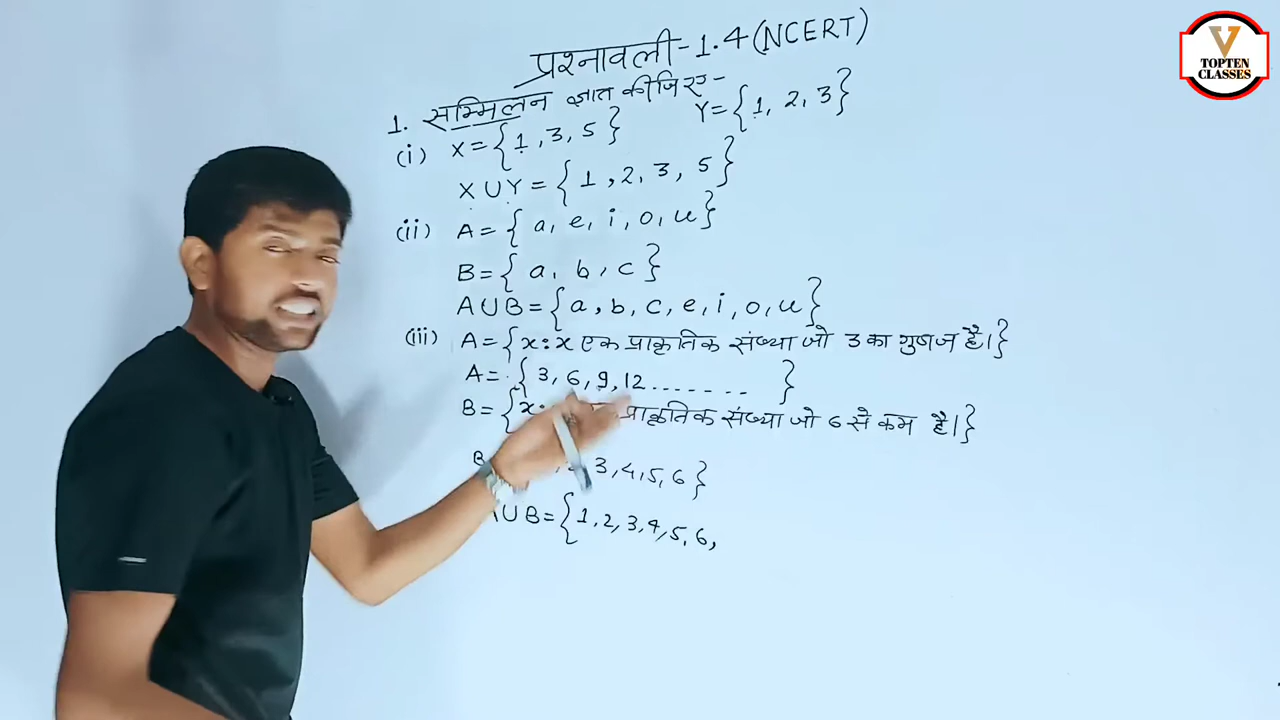 V
TOPTEN
CLASSES
प्रश्नावली-1.4(NCERT)
1. सम्मिलन ज्ञात कीजिए-
(i) X={1,3,5} Y={1,2,3}
X∪Y={1,2,3,5}
(ii) A={a,e,i,o,u}
B={a,b,c}
A∪B={a,b,c,e,i,o,u}
(iii) A={x:x एक प्राकृतिक संख्या जो 3 का गुणज है।}
A={3,6,9,12.......}
B={x: प्राकृतिक संख्या जो 6 से कम है।}
B 3,4,5,6}
∪B={1,2,3,4,5,6,